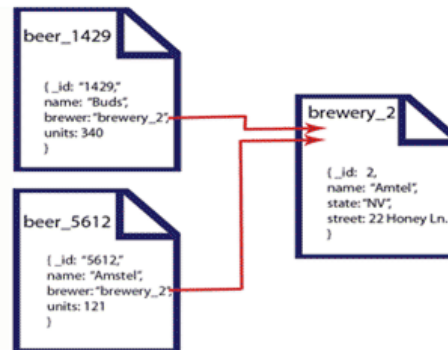 beer_1429
{ _id: "1429,"
name: "Buds",
brewer: "brewery_2",
units: 340
}
brewery_2
{ _id: 2,
name: "Amtel",
state: "NV",
street: 22 Honey Ln.
}
beer_5612
{ _id: "5612,"
name: "Amstel",
brewer: "brewery_2",
units: 121
}